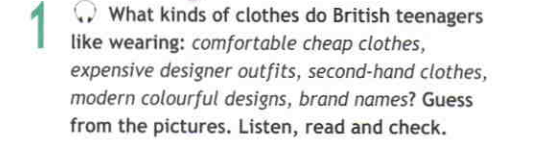 1 What kinds of clothes do British teenagers
like wearing: comfortable cheap clothes,
expensive designer outfits, second-hand clothes,
modern colourful designs, brand names? Guess
from the pictures. Listen, read and check.